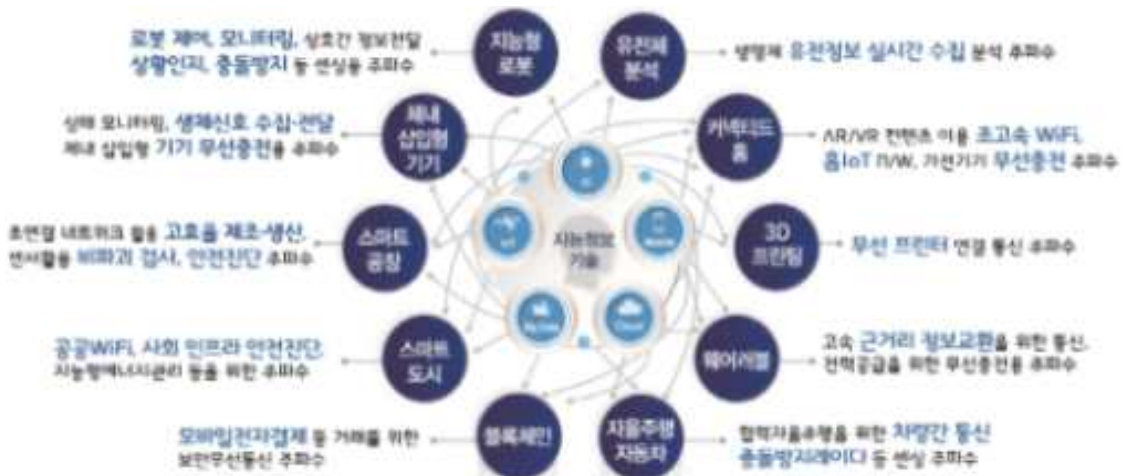 로봇 제어, 모니터링, 상호간 정보전달
상황인지, 충돌방지 등 센싱용 주파수
지능형
로봇
유전체
분석
생명체 유전정보 실시간 수집 분석 주파수
상태 모니터링, 생체신호 수집·전달
체내 삽입형 기기 무선충전용 주파수
체내
삽입형
기기
커넥티드
홈
AR/VR 컨텐츠 이용 초고속 WiFi,
홈IoT N/W, 가전기기 무선충전 주파수
초연결 네트워크 활용 고효율 제조·생산,
센서활용 비파괴 검사, 안전진단 주파수
스마트
공장
IoT
지능정보
기술
Mobile
3D
프린팅
무선 프린터 연결 통신 주파수
공공WiFi, 사회 인프라 안전진단,
지능형에너지관리 등을 위한 주파수
스마트
도시
Big Data
Cloud
웨어러블
고속 근거리 정보교환을 위한 통신,
전력공급을 위한 무선충전용 주파수
모바일전자결제 등 거래를 위한
보안무선통신 주파수
블록체인
자율주행
자동차
협력자율주행을 위한 차량간 통신
충돌방지레이다 등 센싱 주파수